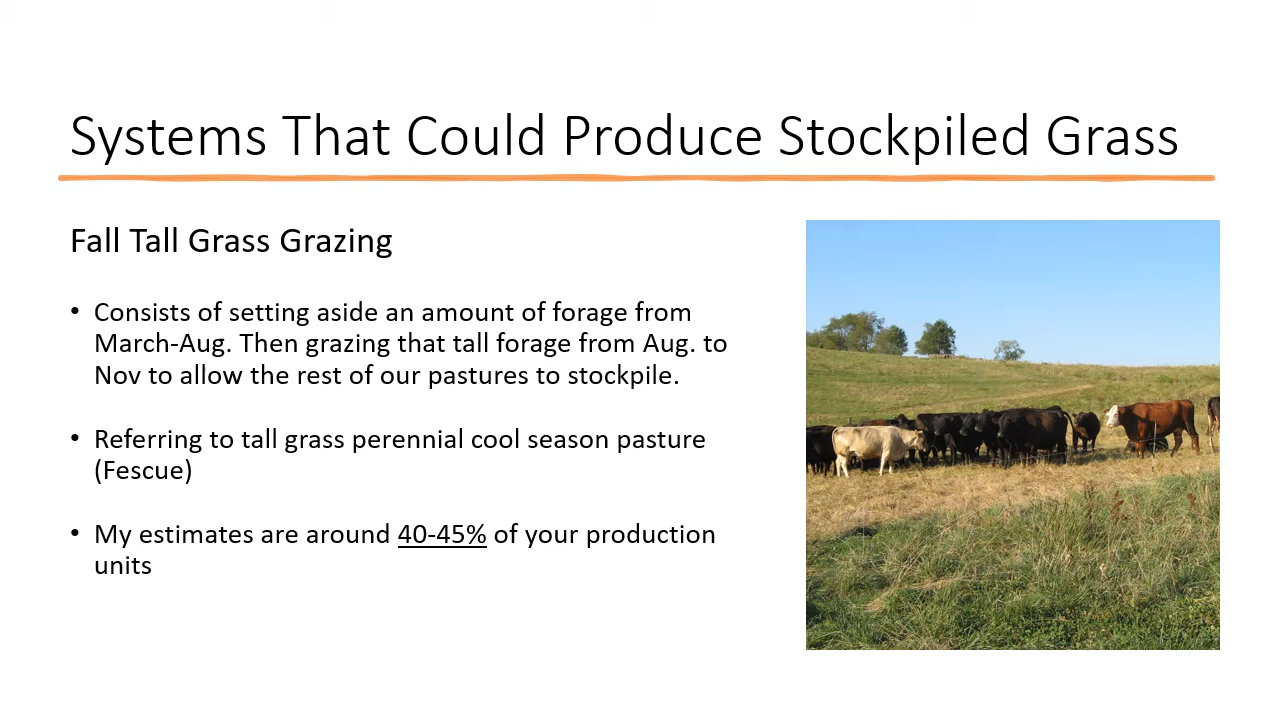 Systems That Could Produce Stockpiled Grass
Fall Tall Grass Grazing
• Consists of setting aside an amount of forage from
March-Aug. Then grazing that tall forage from Aug. to
Nov to allow the rest of our pastures to stockpile.
• Referring to tall grass perennial cool season pasture
(Fescue)
• My estimates are around 40-45% of your production
units